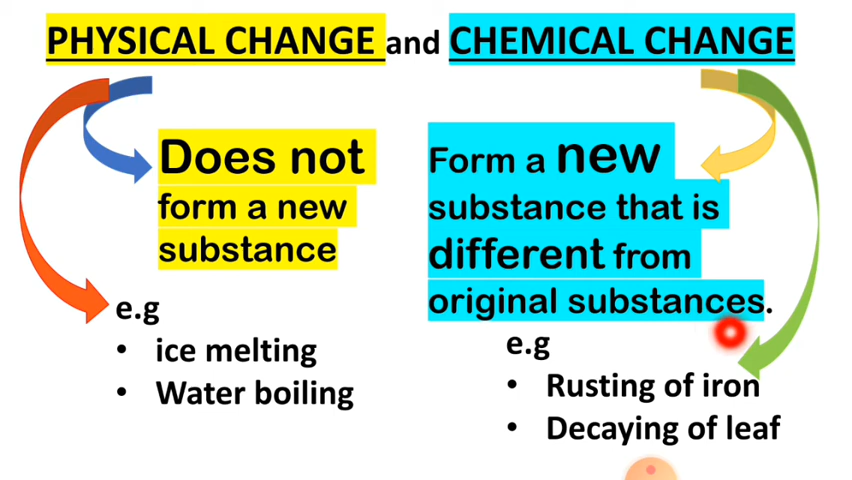 PHYSICAL CHANGE and CHEMICAL CHANGE
Does not
form a new
substance
e.g
• ice melting
• Water boiling
Form a new
substance that is
different from
original substances.
e.g
• Rusting of iron
• Decaying of leaf